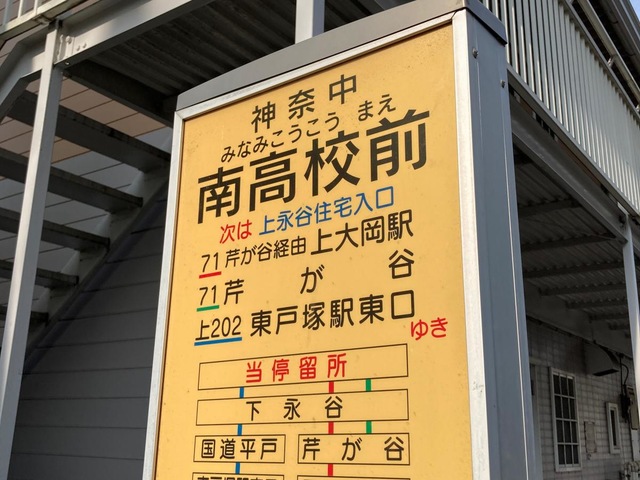 神奈中
みなみこうこう まえ
南高校前
次は 上永谷住宅入口
71 芹が谷経由 上大岡駅
71 芹が谷
上202 東戸塚駅東口
ゆき
当停留所
下永谷
国道平戸 芹が谷